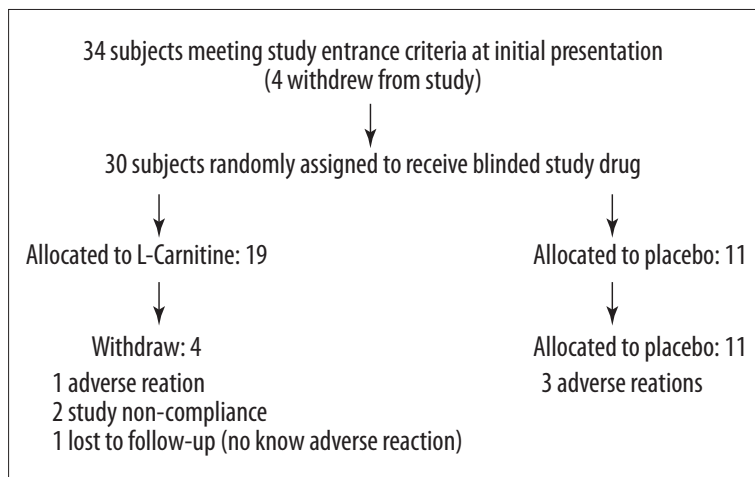 34 subjects meeting study entrance criteria at initial presentation
(4 withdrew from study)
30 subjects randomly assigned to receive blinded study drug
Allocated to L-Carnitine: 19
Allocated to placebo: 11
Withdraw: 4
1 adverse reation
2 study non-compliance
1 lost to follow-up (no know adverse reaction)
Allocated to placebo: 11
3 adverse reations